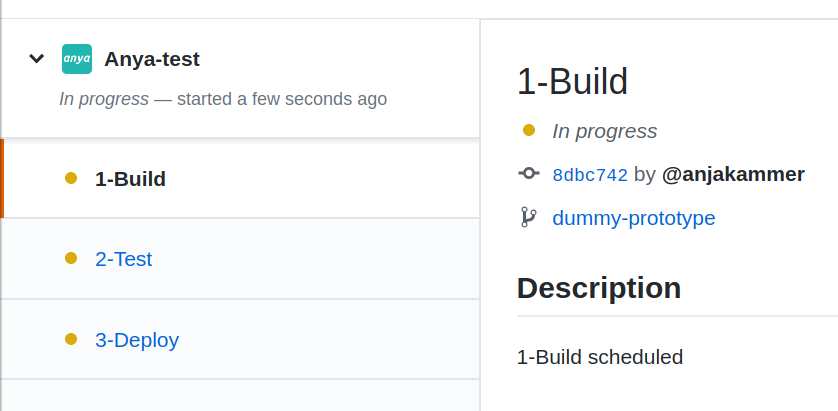 anya
Anya-test
In progress — started a few seconds ago
1-Build
2-Test
3-Deploy
1-Build
In progress
8dbc742 by @anjakammer
dummy-prototype
Description
1-Build scheduled